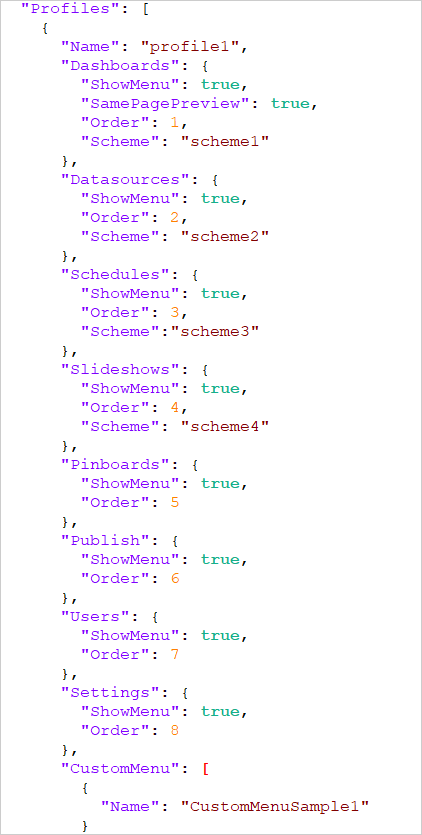 "Profiles": [
{
"Name": "profile1",
"Dashboards": {
"ShowMenu": true,
"SamePagePreview": true,
"Order": 1,
"Scheme": "scheme1"
},
"Datasources": {
"ShowMenu": true,
"Order": 2,
"Scheme": "scheme2"
},
"Schedules": {
"ShowMenu": true,
"Order": 3,
"Scheme":"scheme3"
},
"Slideshows": {
"ShowMenu": true,
"Order": 4,
"Scheme": "scheme4"
},
"Pinboards": {
"ShowMenu": true,
"Order": 5
},
"Publish": {
"ShowMenu": true,
"Order": 6
},
"Users": {
"ShowMenu": true,
"Order": 7
},
"Settings": {
"ShowMenu": true,
"Order": 8
},
"CustomMenu": [
{
"Name": "CustomMenuSample1"
}